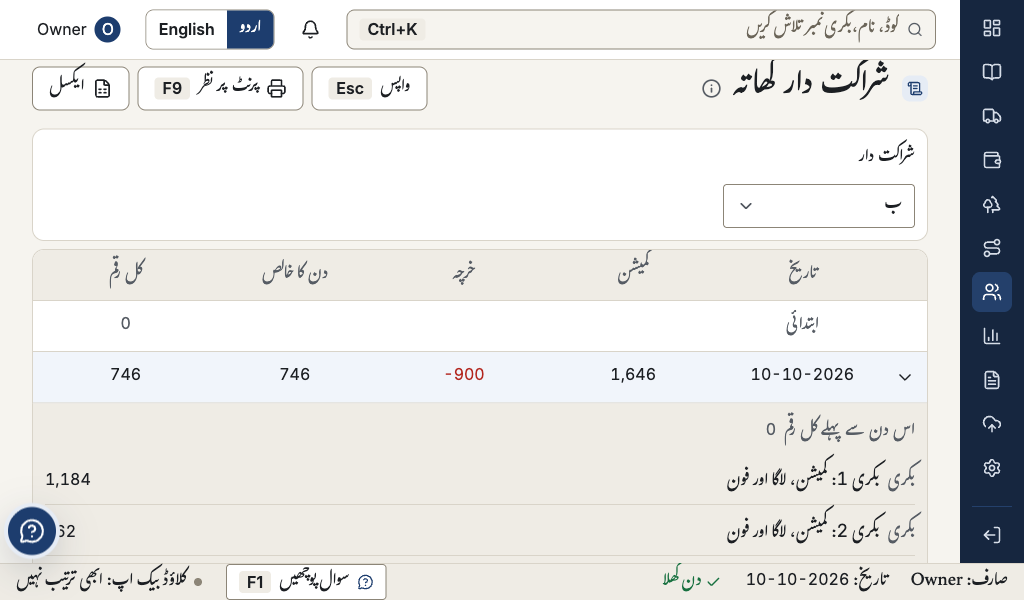 کوڈ، نام، بکری نمبر تلاش کریں Ctrl+K
اردو English
O Owner
شراکت دار کھاتہ
واپس Esc
پرنٹ پر نظر F9
ایکسل
شراکت دار
ب
تاریخ کمیشن خرچہ دن کا خالص کل رقم
ابتدائی 0
10-10-2026 1,646 -900 746 746
اس دن سے پہلے کل رقم 0
بکری بکری 1: کمیشن، لاگا اور فون 1,184
بکری بکری 2: کمیشن، لاگا اور فون
صارف: Owner تاریخ: 10-10-2026 دن کھلا
سوال پوچھیں F1
کلاؤڈ بیک اپ: ابھی ترتیب نہیں